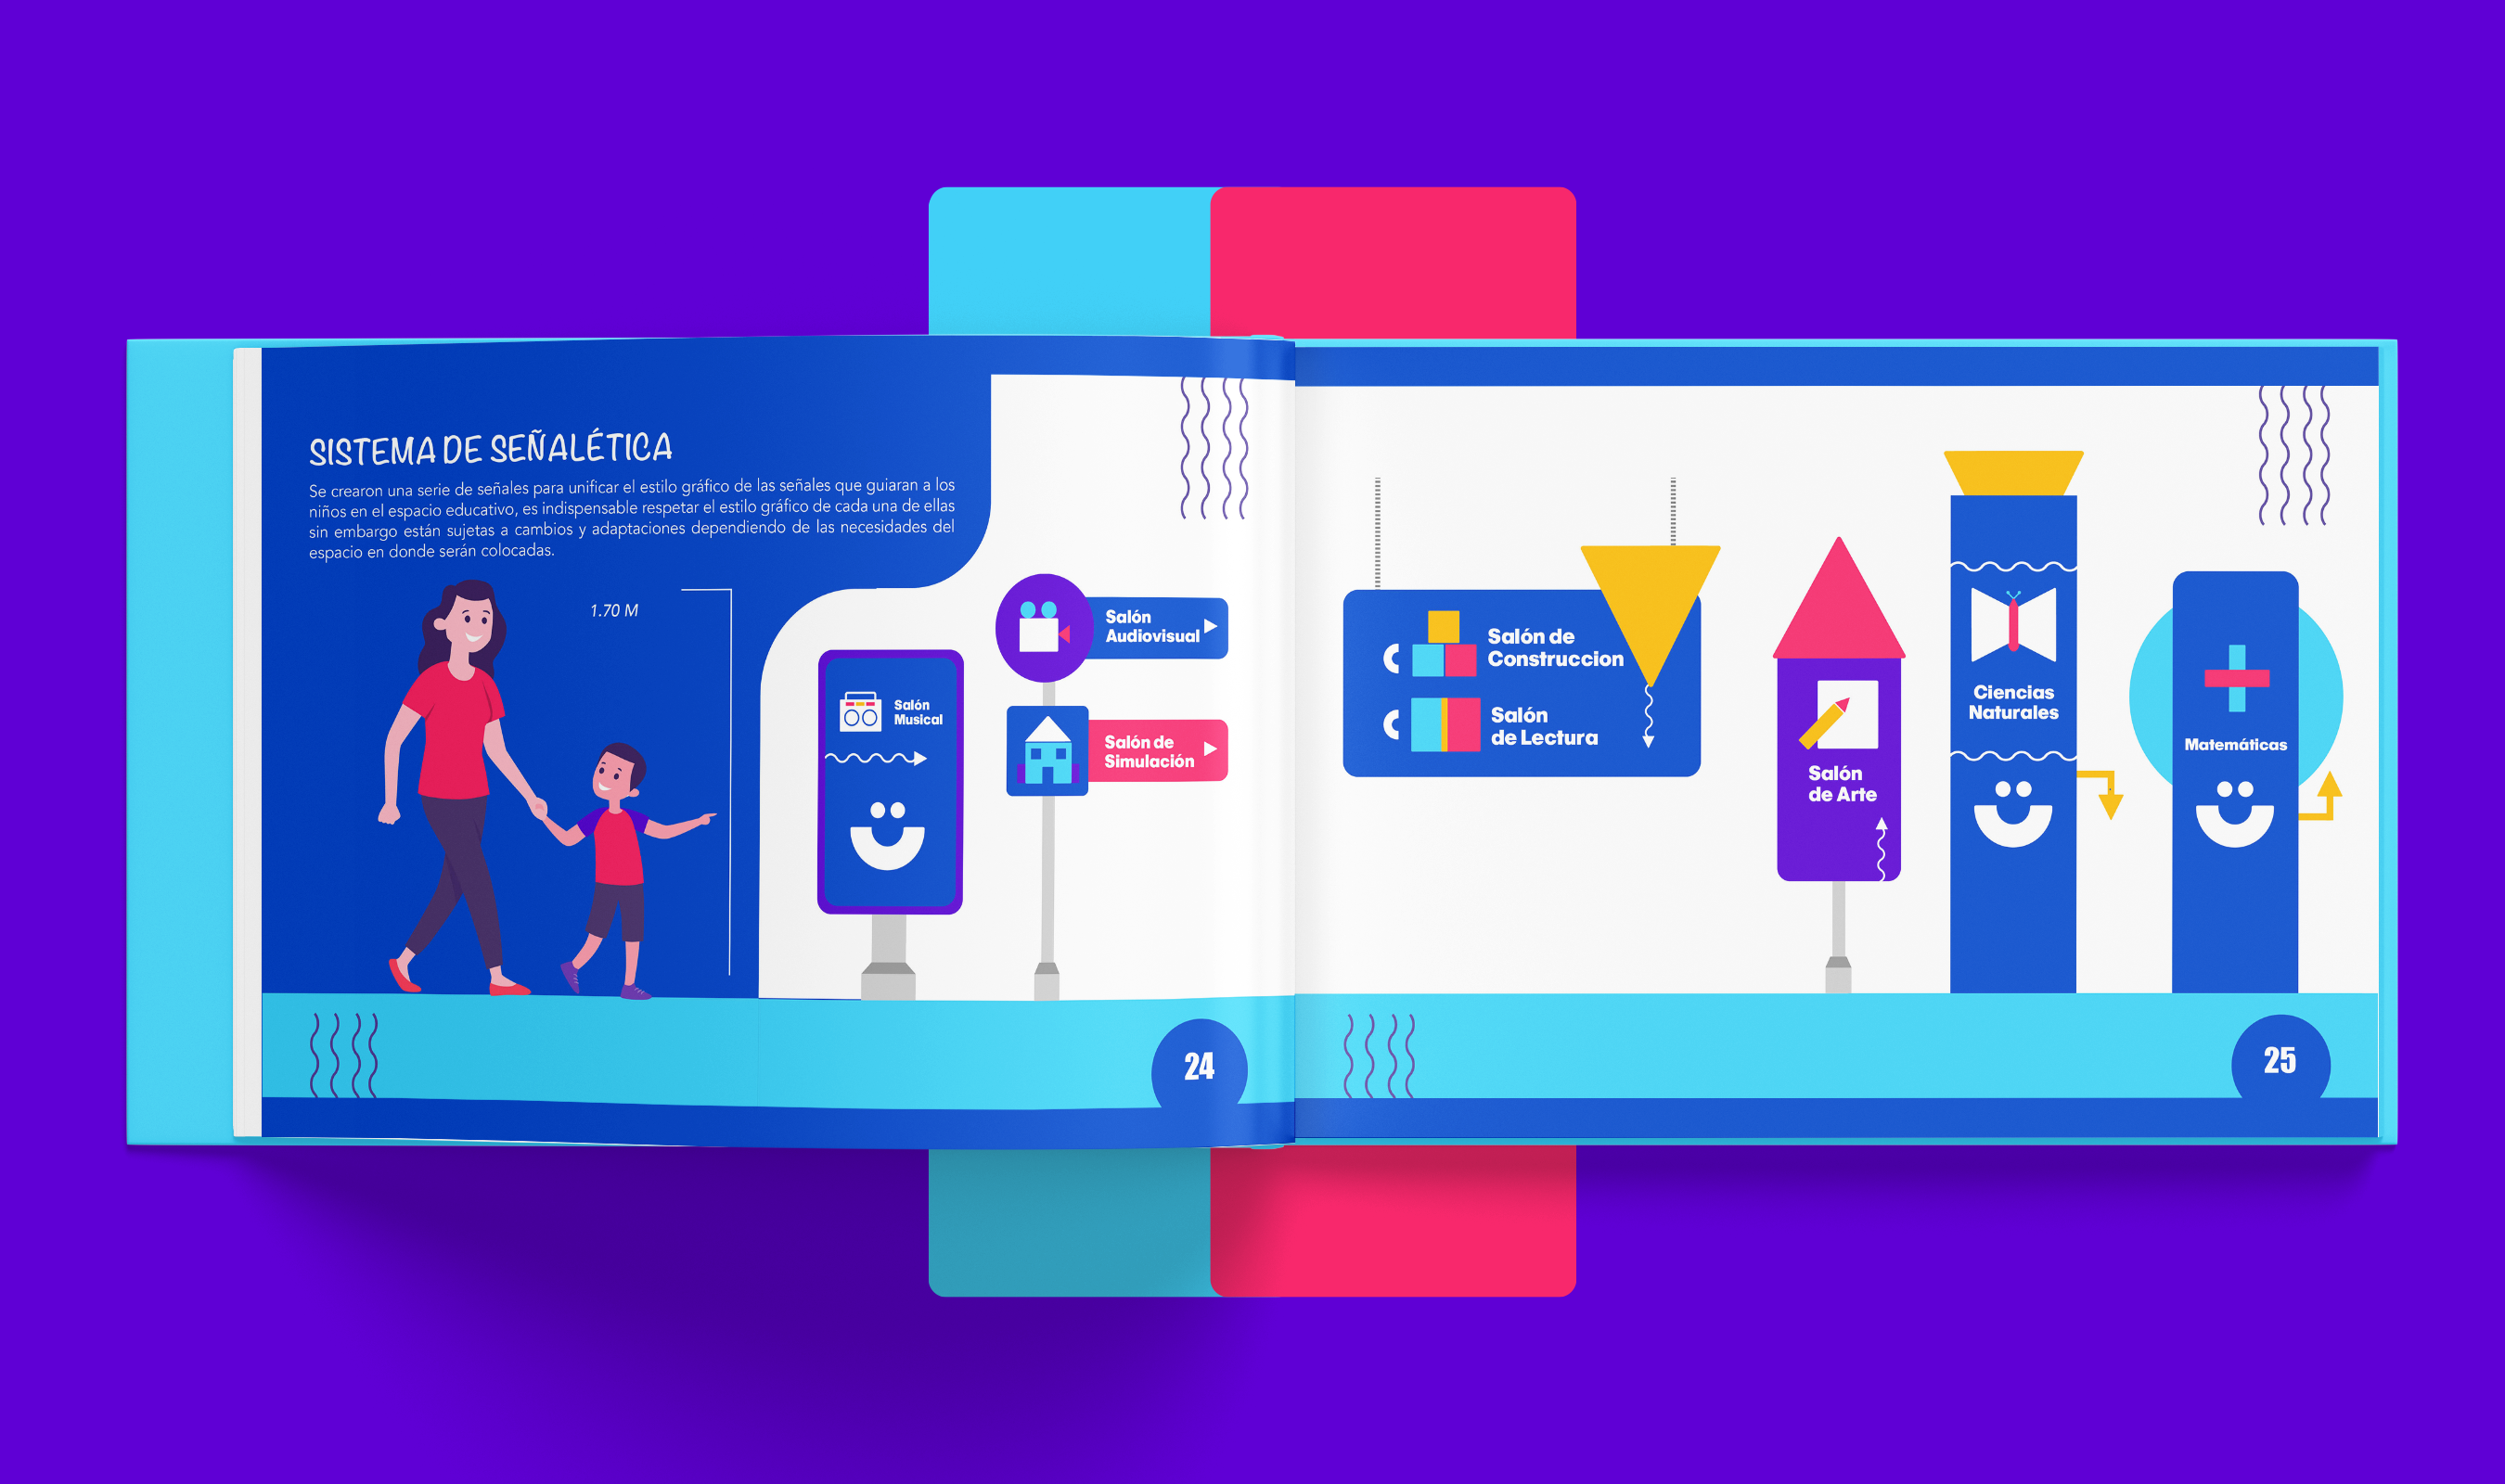 SISTEMA DE SEÑALÉTICA
Se crearon una serie de señales para unificar el estilo gráfico de las señales que guiaran a los
niños en el espacio educativo, es indispensable respetar el estilo gráfico de cada una de ellas
sin embargo están sujetas a cambios y adaptaciones dependiendo de las necesidades del
espacio en donde serán colocadas.
1.70 M
Salón
Musical
Salón
Audiovisual
Salón de
Simulación
24
Salón de
Construccion
Salón
de Lectura
Salón
de Arte
Ciencias
Naturales
Matemáticas
25